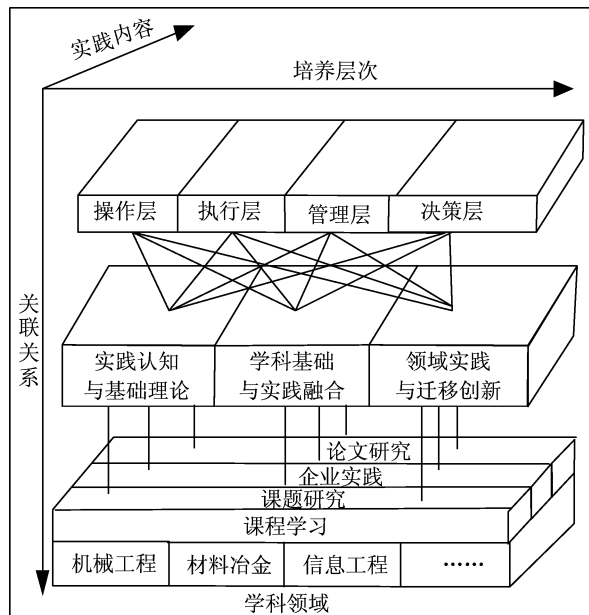 实践内容
培养层次
操作层
执行层
管理层
决策层
关联关系
实践认知
与基础理论
学科基础
与实践融合
领域实践
与迁移创新
论文研究
企业实践
课题研究
课程学习
机械工程
材料冶金
信息工程
……
学科领域